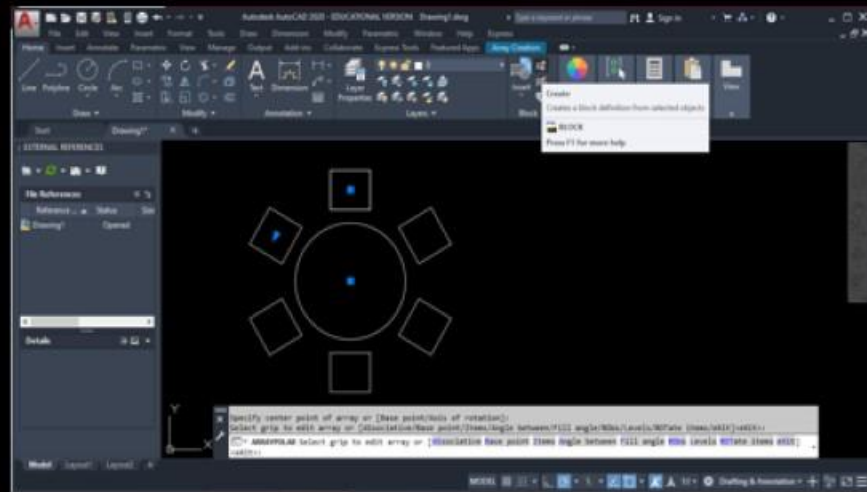 Autodesk AutoCAD 2020 - EDUCATIONAL VERSION Drawing1.dwg
Type a keyword or phrase
Sign In
File Edit View Insert Format Tools Draw Dimension Modify Parametric Window Help Express
Home Insert Annotate Parametric View Manage Output Add-ins Collaborate Express Tools Featured Apps Array Creation
Line Polyline Circle Arc
Text Dimension
Layer Properties
Insert
View
Draw Modify Annotation Layers Block
Create
Creates a block definition from selected objects
BLOCK
Press F1 for more help
Start Drawing1*
EXTERNAL REFERENCES
File References
Reference... Status Size
Drawing1* Opened
Details
Y
X
Specify center point of array or [Base point/Axis of rotation]:
Select grip to edit array or [ASsociative/Base point/Items/Angle between/Fill angle/ROWs/Levels/ROTate items/eXit]<eXit>:
ARRAYPOLAR Select grip to edit array or [ASsociative Base point Items Angle between Fill angle ROWs Levels ROTate items eXit]
<eXit>:
Model Layout1 Layout2 +
MODEL
Drafting & Annotation